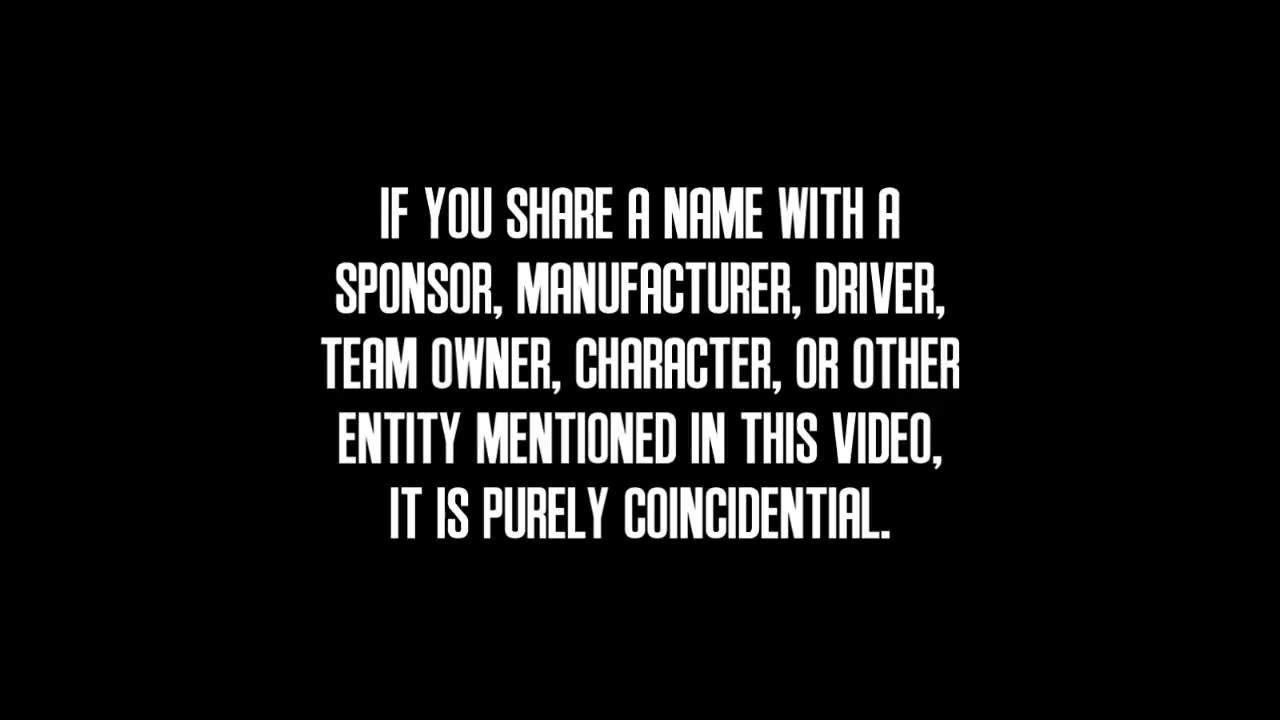 IF YOU SHARE A NAME WITH A
SPONSOR, MANUFACTURER, DRIVER,
TEAM OWNER, CHARACTER, OR OTHER
ENTITY MENTIONED IN THIS VIDEO,
IT IS PURELY COINCIDENTIAL.